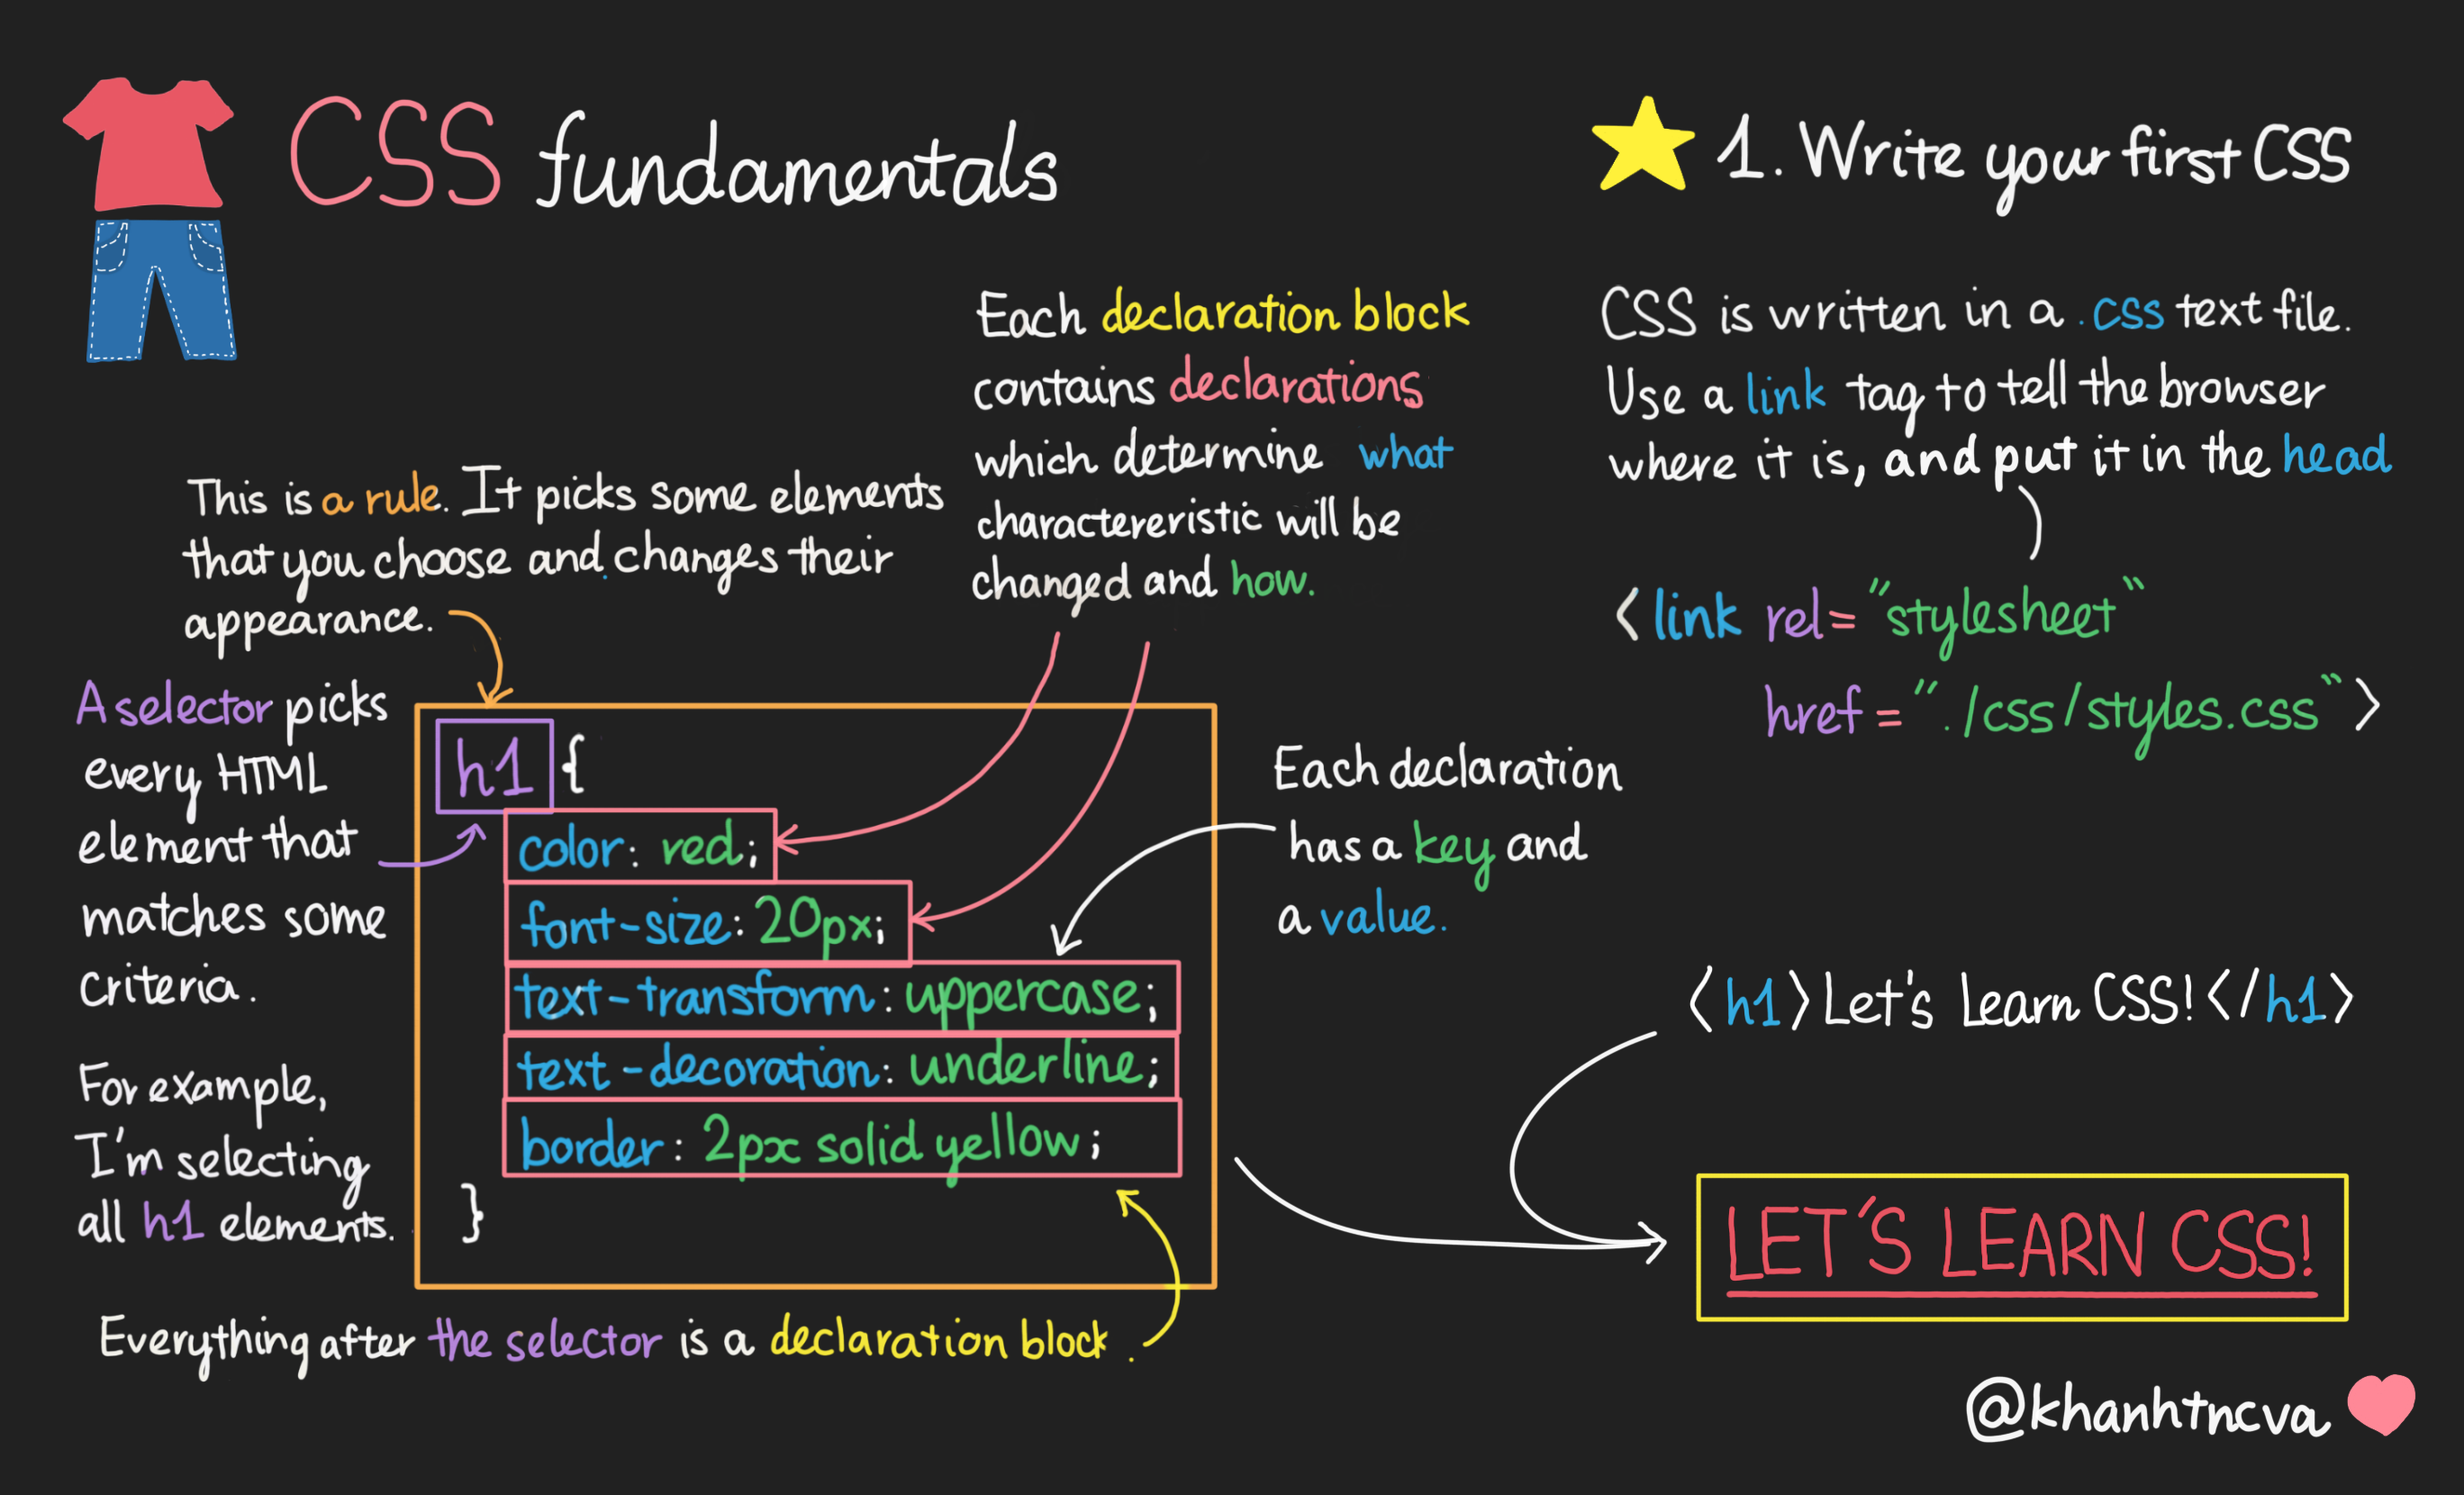 CSS fundamentals
This is a rule. It picks some elements
that you choose and changes their
appearance.
A selector picks
every HTML
element that
matches some
criteria.
For example,
I'm selecting
all h1 elements.
Each declaration block
contains declarations
which determine what
charactereristic will be
changed and how.
h1 {
color: red;
font-size: 20px;
text-transform: uppercase;
text-decoration: underline;
border: 2px solid yellow;
}
Everything after the selector is a declaration block.
Each declaration
has a key and
a value.
1. Write your first CSS
CSS is written in a .css text file.
Use a link tag to tell the browser
where it is, and put it in the head
<link rel="stylesheet"
href="./css/styles.css">
<h1>Let's Learn CSS!</h1>
LET'S LEARN CSS!
@khanhtncva